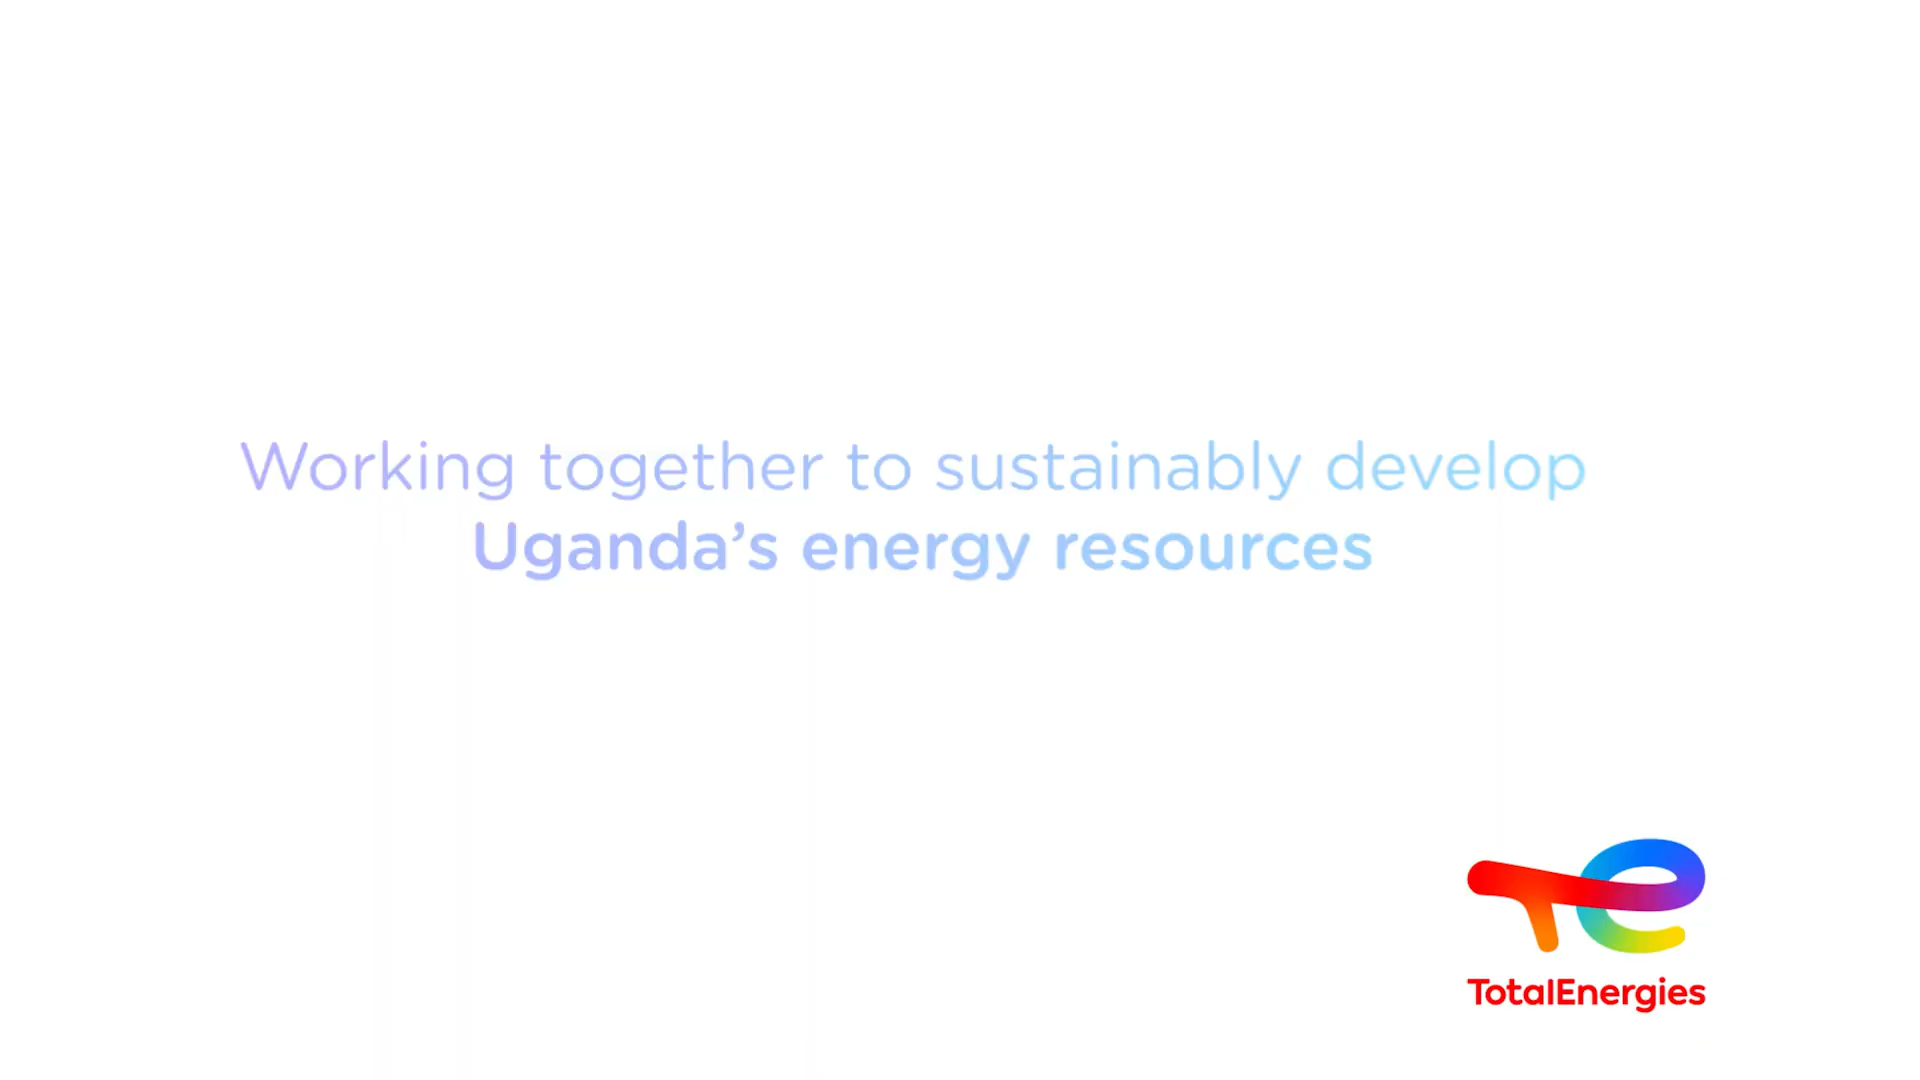 Working together to sustainably develop
Uganda’s energy resources
TotalEnergies